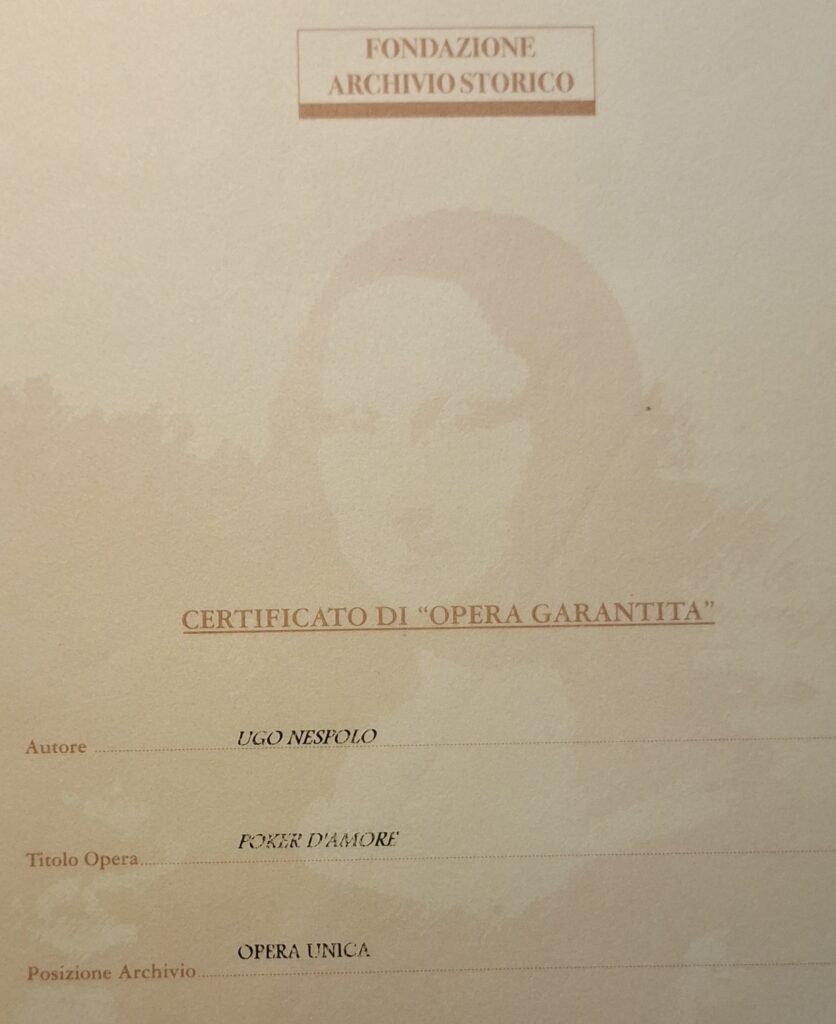 FONDAZIONE
ARCHIVIO STORICO
CERTIFICATO DI “OPERA GARANTITA”
Autore UGO NESPOLO
Titolo Opera POKER D'AMORE
Posizione Archivio OPERA UNICA